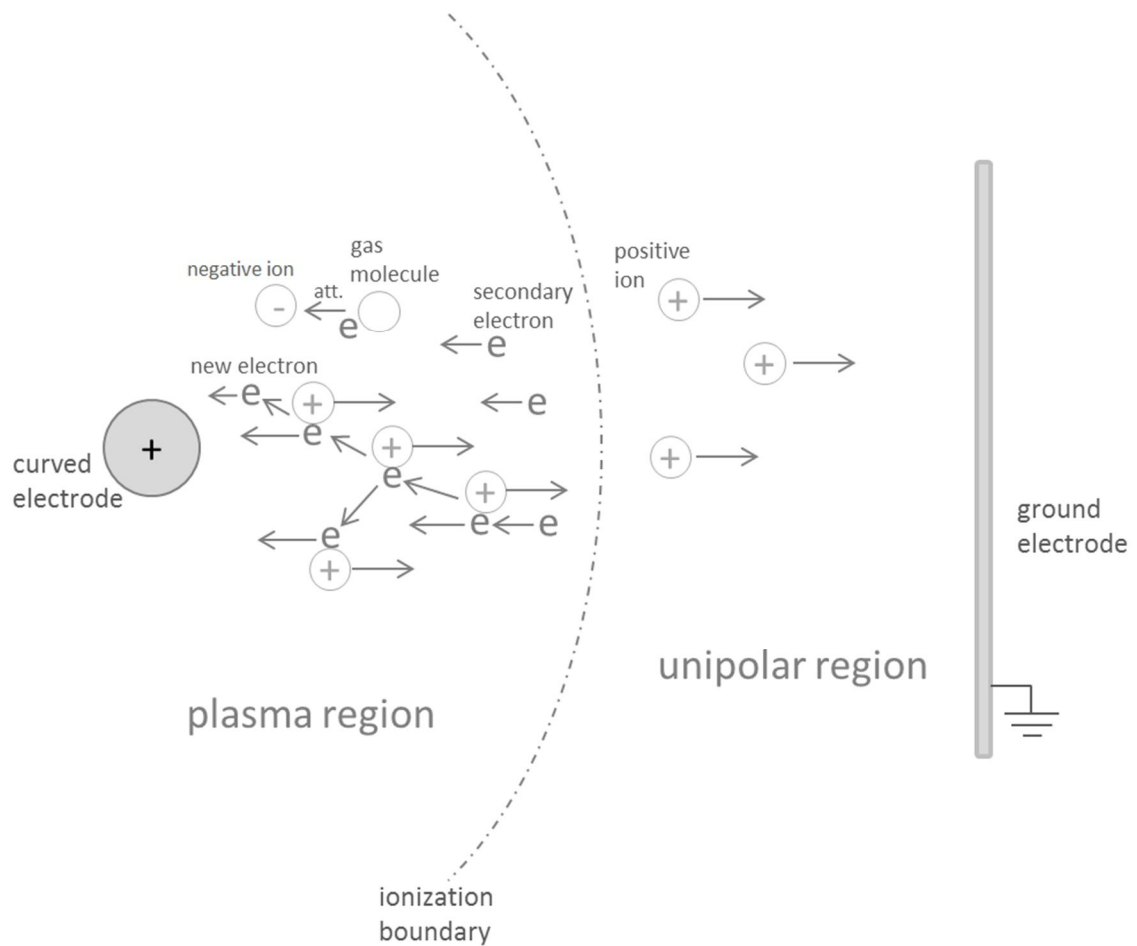 gas
molecule
negative ion
att.
-
e
secondary
electron
e
positive
ion
+
+
new electron
e
+
e
e
+
+
curved
electrode
+
e
+
+
e
e
e
+
ground
electrode
unipolar region
plasma region
ionization
boundary